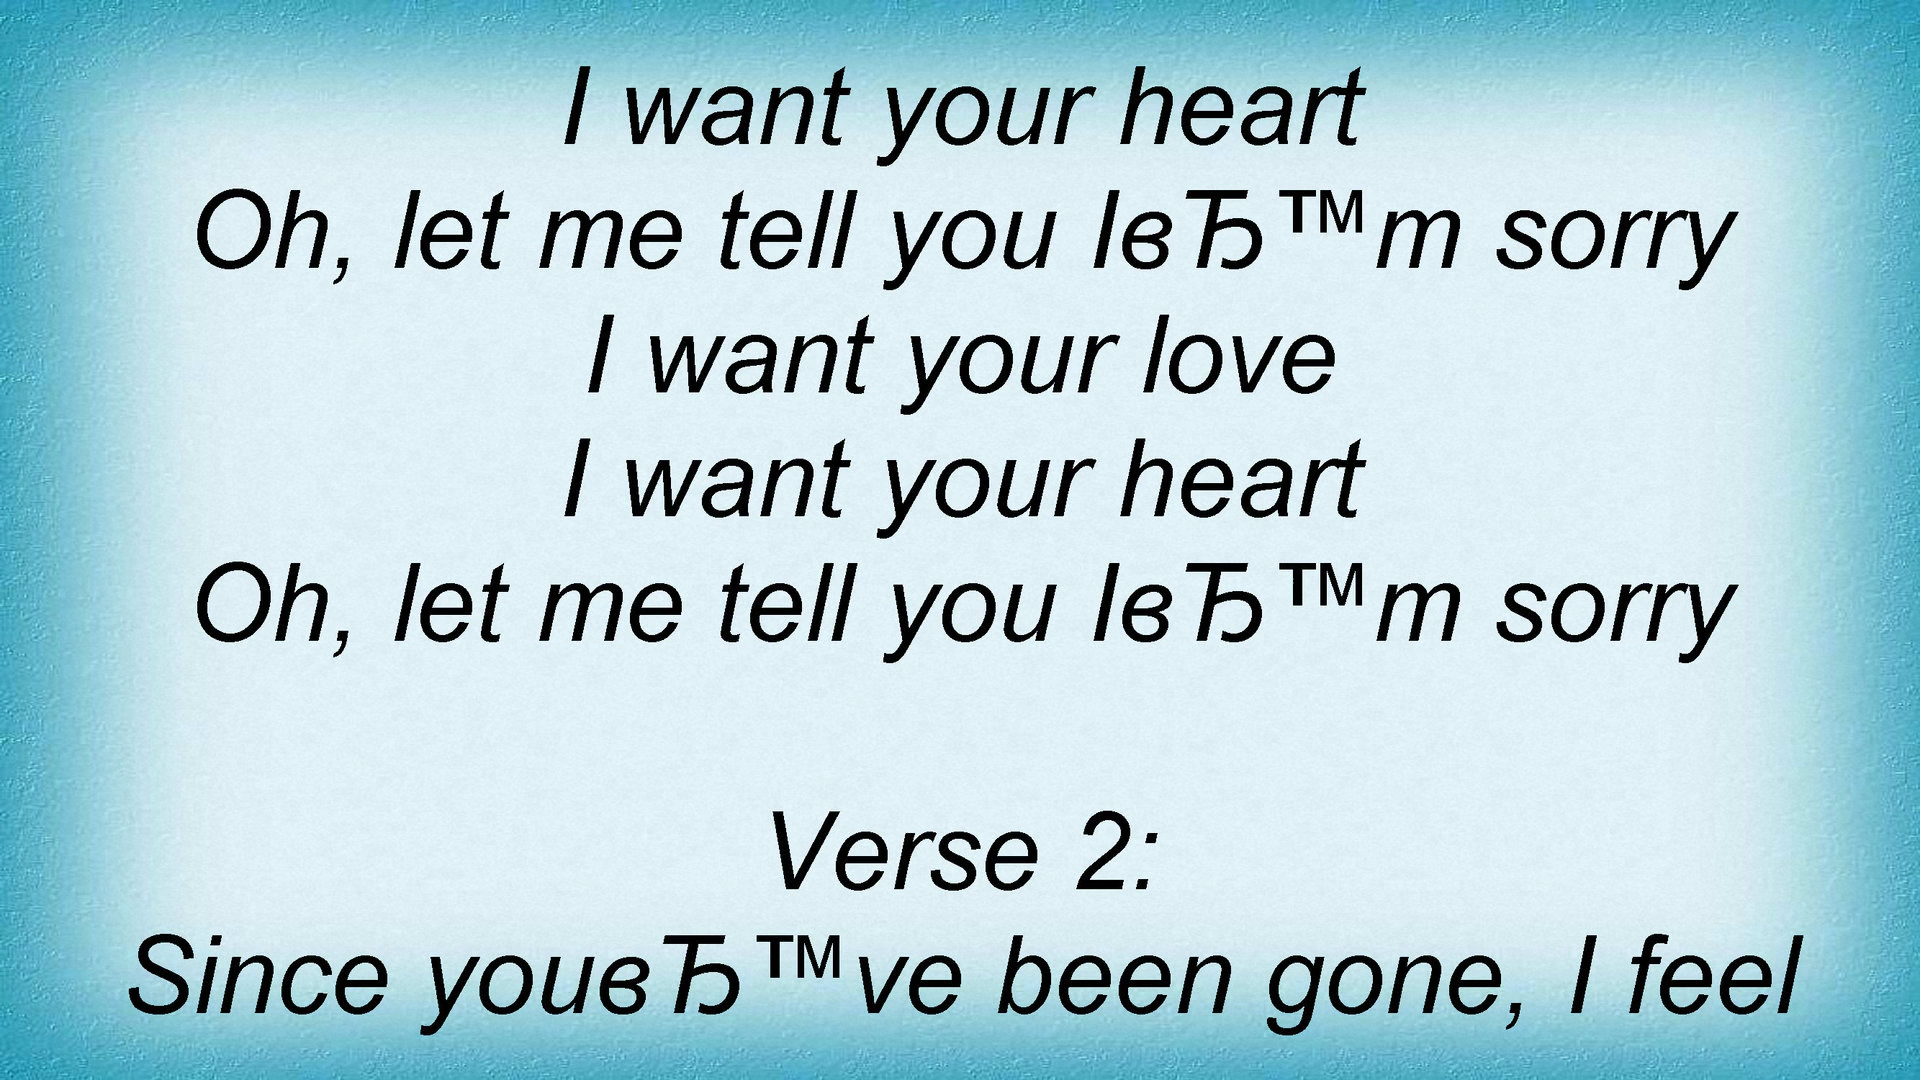 I want your heart
Oh, let me tell you IвЂ™m sorry
I want your love
I want your heart
Oh, let me tell you IвЂ™m sorry
Verse 2:
Since youвЂ™ve been gone, I feel